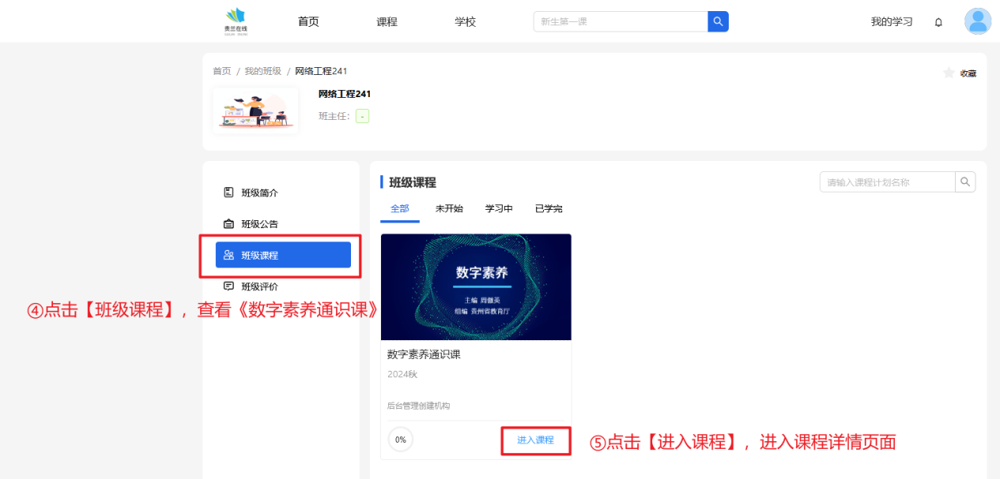 首页
课程
学校
新生第一课
我的学习
贵兰在线
首页 / 我的班级 / 网络工程241
收藏
网络工程241
班主任： -
班级简介
班级公告
班级课程
班级评价
④点击【班级课程】，查看《数字素养通识课》
班级课程
请输入课程计划名称
全部
未开始
学习中
已学完
数字素养
组编 贵州省教育厅
数字素养通识课
2024秋
后台管理创建机构
0%
进入课程
⑤点击【进入课程】，进入课程详情页面